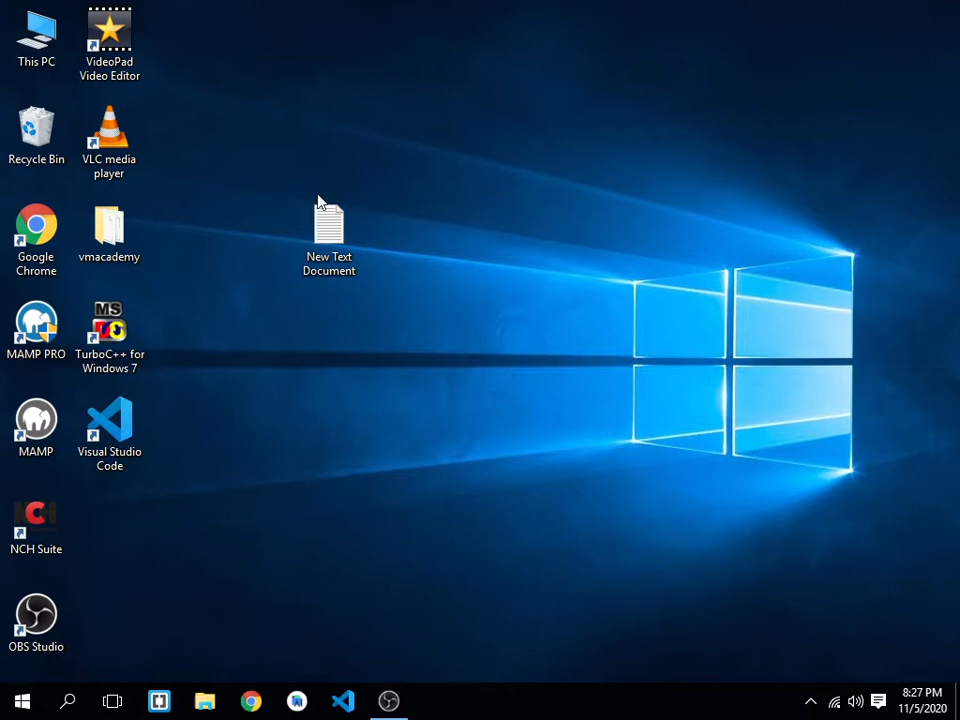 This PC
VideoPad
Video Editor
Recycle Bin
VLC media
player
Google
Chrome
vmacademy
New Text
Document
MAMP PRO
MS
TurboC++ for
Windows 7
MAMP
Visual Studio
Code
NCH Suite
OBS Studio
8:27 PM
11/5/2020